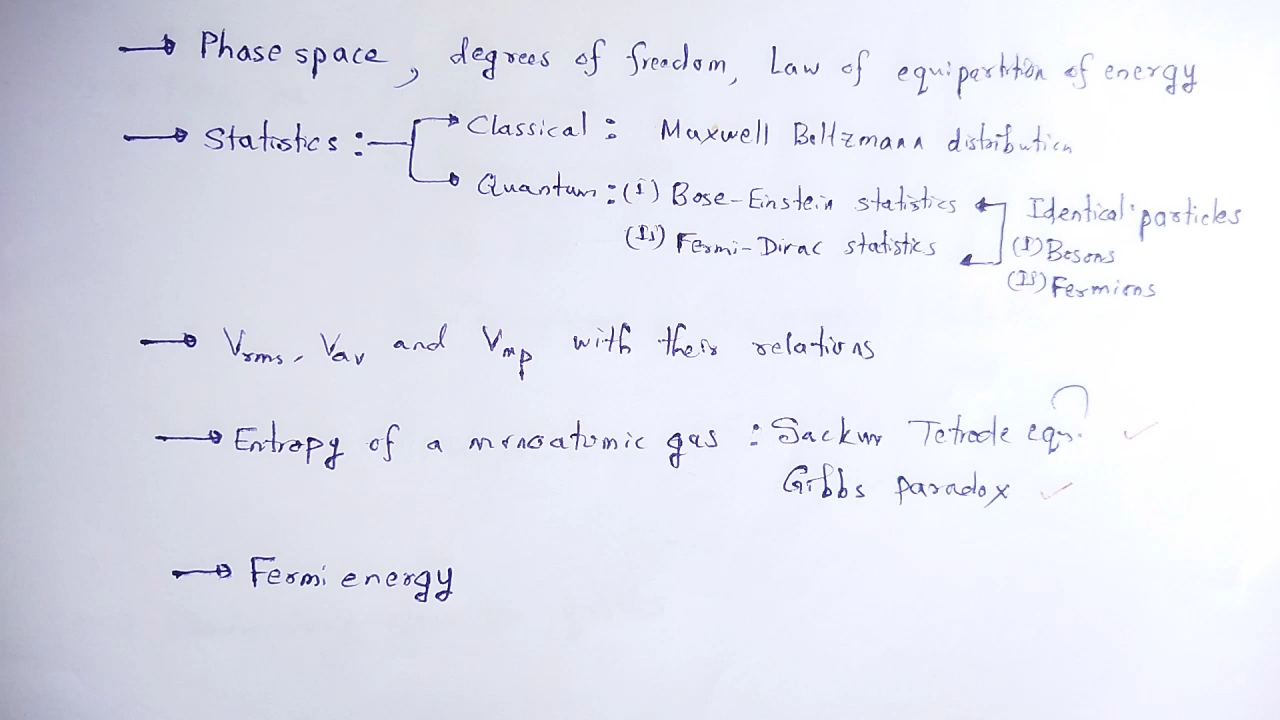 → Phase space, degrees of freedom, Law of equipartition of energy
→ Statistics :- → Classical : Maxwell Boltzmann distribution
→ Quantum : (I) Bose-Einstein statistics ← Identical particles
(II) Fermi-Dirac statistics ← (I) Bosons
(II) Fermions
→ Vrms, Vav and Vmp with their relations
→ Entropy of a monoatomic gas : Sackur Tetrode eqn. ✓
Gibbs paradox ✓
→ Fermi energy